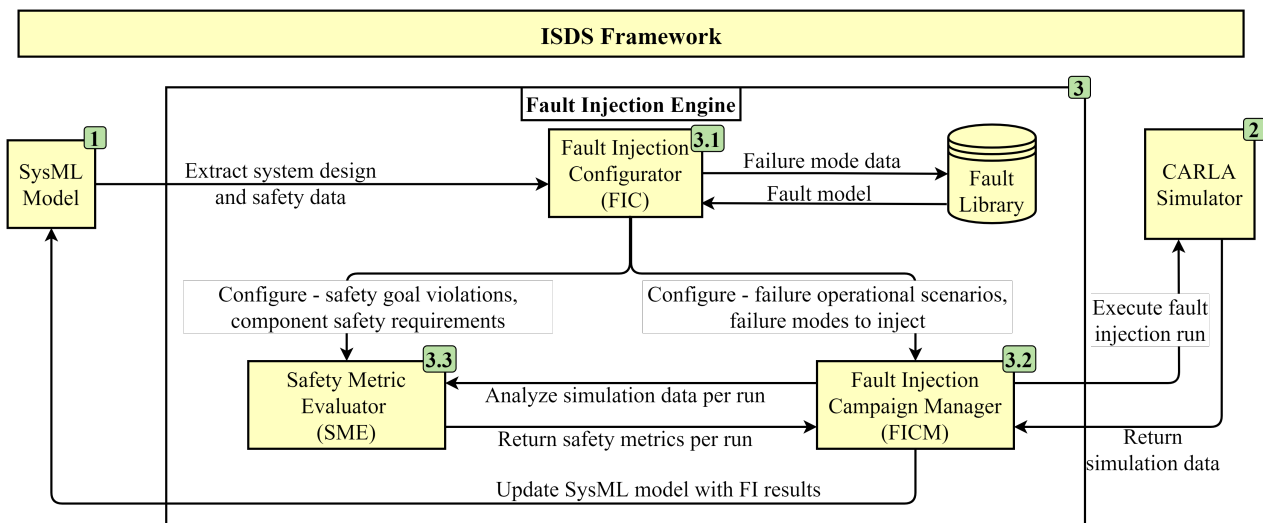 ISDS Framework
3
Fault Injection Engine
1
SysML
Model
Extract system design
and safety data
3.1
Fault Injection
Configurator
(FIC)
Failure mode data
Fault model
Fault
Library
2
CARLA
Simulator
Configure - safety goal violations,
component safety requirements
Configure - failure operational scenarios,
failure modes to inject
Execute fault
injection run
3.3
Safety Metric
Evaluator
(SME)
Analyze simulation data per run
Return safety metrics per run
3.2
Fault Injection
Campaign Manager
(FICM)
Return
simulation data
Update SysML model with FI results